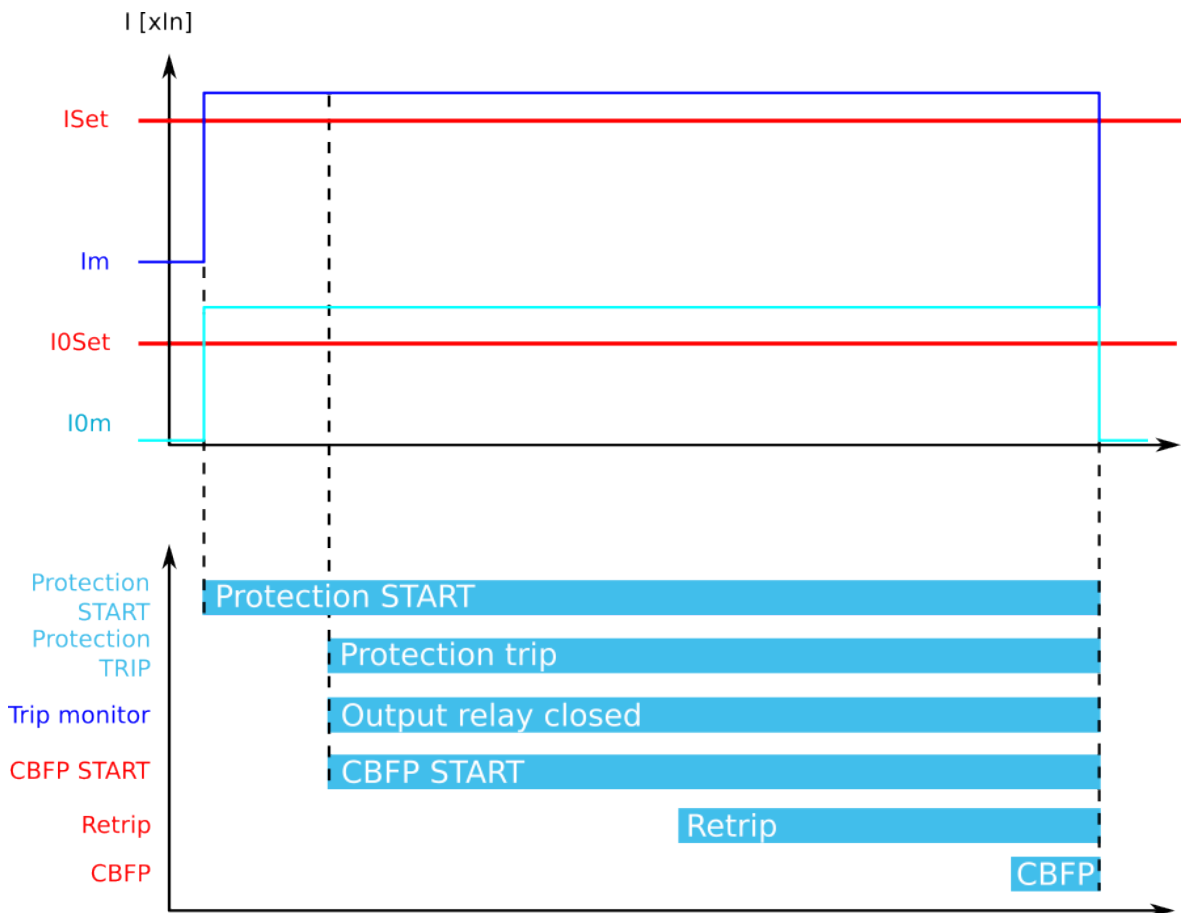 I [xIn]
ISet
Im
I0Set
I0m
Protection
START
Protection START
Protection
TRIP
Protection trip
Trip monitor
Output relay closed
CBFP START
CBFP START
Retrip
Retrip
CBFP
CBFP